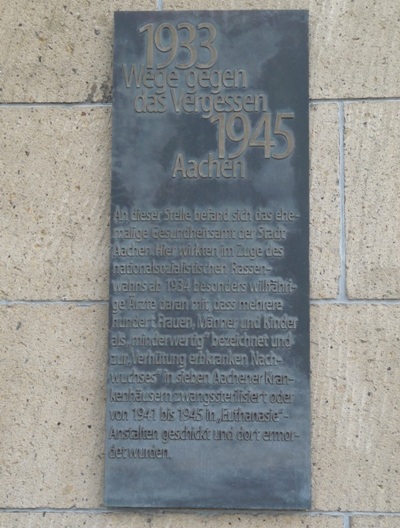 1933
Wege gegen
das Vergessen
1945
Aachen
An dieser Stelle befand sich das ehe-
malige Gesundheitsamt der Stadt
Aachen. Hier wirkten im Zuge des
nationalsozialistischen Rassen-
wahns ab 1934 besonders willfähri-
ge Ärzte daran mit, dass mehrere
Hundert Frauen, Männer und Kinder
als „minderwertig" bezeichnet und
zur „Verhütung erbkranken Nach-
wuchses" in sieben Aachener Kran-
kenhäusern zwangssterilisiert oder
von 1941 bis 1945 in „Euthanasie"-
Anstalten geschickt und dort ermor-
det wurden.